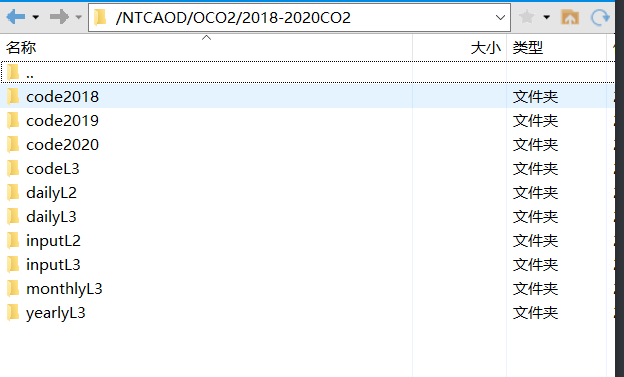 /NTCAOD/OCO2/2018-2020CO2
名称 大小 类型
..
code2018 文件夹
code2019 文件夹
code2020 文件夹
codeL3 文件夹
dailyL2 文件夹
dailyL3 文件夹
inputL2 文件夹
inputL3 文件夹
monthlyL3 文件夹
yearlyL3 文件夹